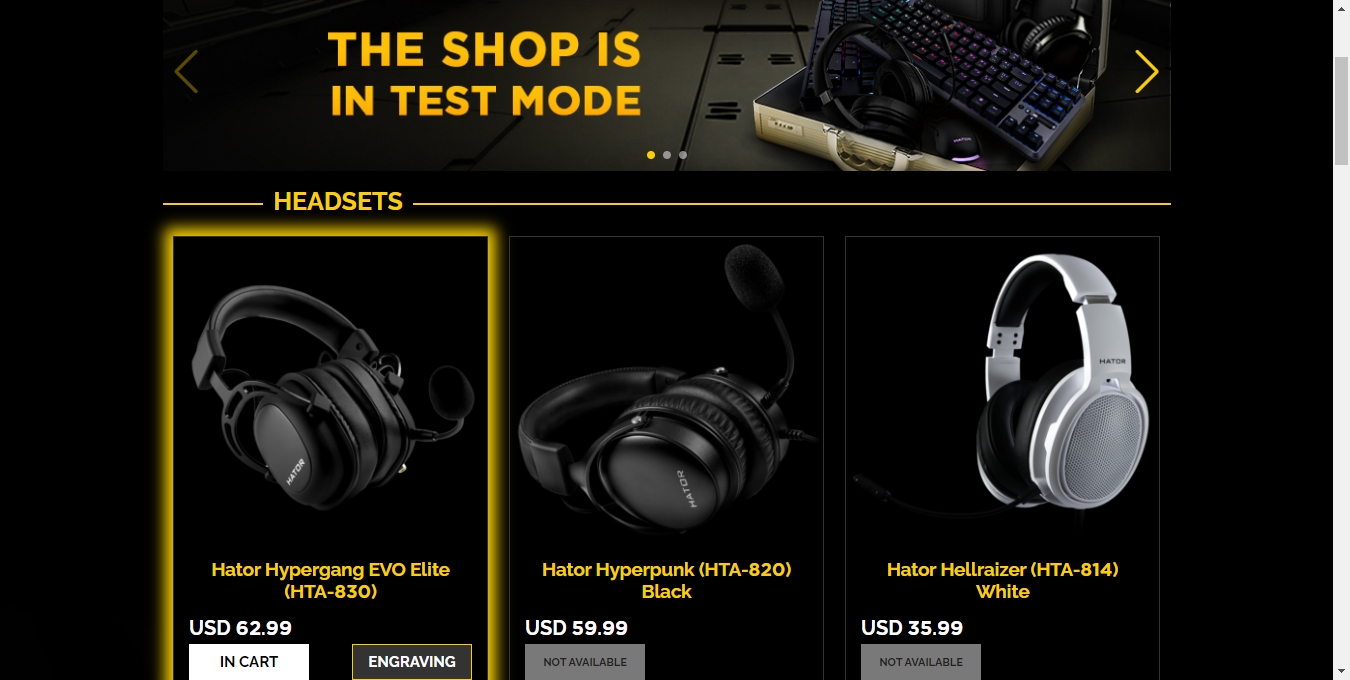 THE SHOP IS
IN TEST MODE
HATOR
HEADSETS
HATOR
HATOR
HATOR
Hator Hypergang EVO Elite
(HTA-830)
Hator Hyperpunk (HTA-820)
Black
Hator Hellraizer (HTA-814)
White
USD 62.99
USD 59.99
USD 35.99
IN CART
ENGRAVING
NOT AVAILABLE
NOT AVAILABLE